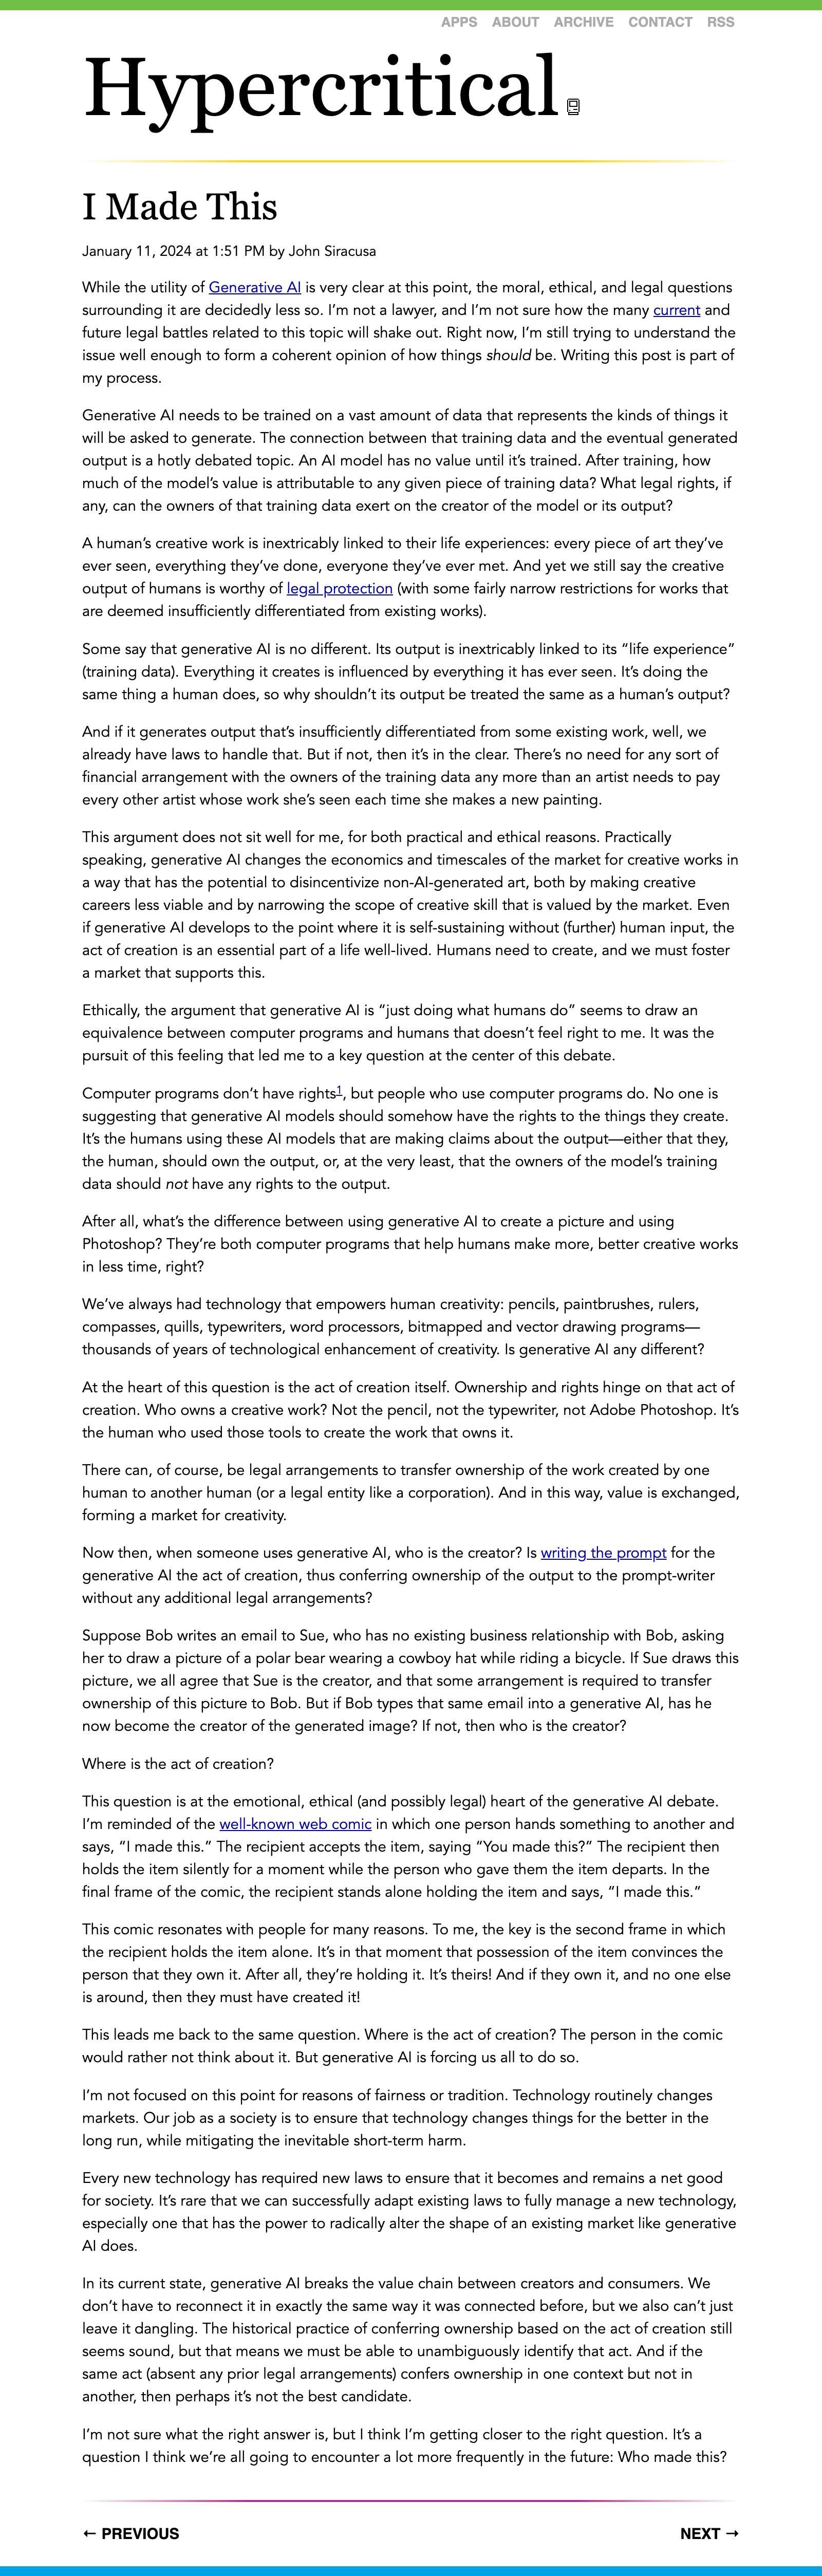 APPS ABOUT ARCHIVE CONTACT RSS
Hypercritical
I Made This
January 11, 2024 at 1:51 PM by John Siracusa
While the utility of Generative AI is very clear at this point, the moral, ethical, and legal questions
surrounding it are decidedly less so. I’m not a lawyer, and I’m not sure how the many current and
future legal battles related to this topic will shake out. Right now, I’m still trying to understand the
issue well enough to form a coherent opinion of how things should be. Writing this post is part of
my process.
Generative AI needs to be trained on a vast amount of data that represents the kinds of things it
will be asked to generate. The connection between that training data and the eventual generated
output is a hotly debated topic. An AI model has no value until it’s trained. After training, how
much of the model’s value is attributable to any given piece of training data? What legal rights, if
any, can the owners of that training data exert on the creator of the model or its output?
A human’s creative work is inextricably linked to their life experiences: every piece of art they’ve
ever seen, everything they’ve done, everyone they’ve ever met. And yet we still say the creative
output of humans is worthy of legal protection (with some fairly narrow restrictions for works that
are deemed insufficiently differentiated from existing works).
Some say that generative AI is no different. Its output is inextricably linked to its “life experience”
(training data). Everything it creates is influenced by everything it has ever seen. It’s doing the
same thing a human does, so why shouldn’t its output be treated the same as a human’s output?
And if it generates output that’s insufficiently differentiated from some existing work, well, we
already have laws to handle that. But if not, then it’s in the clear. There’s no need for any sort of
financial arrangement with the owners of the training data any more than an artist needs to pay
every other artist whose work she’s seen each time she makes a new painting.
This argument does not sit well for me, for both practical and ethical reasons. Practically
speaking, generative AI changes the economics and timescales of the market for creative works in
a way that has the potential to disincentivize non-AI-generated art, both by making creative
careers less viable and by narrowing the scope of creative skill that is valued by the market. Even
if generative AI develops to the point where it is self-sustaining without (further) human input, the
act of creation is an essential part of a life well-lived. Humans need to create, and we must foster
a market that supports this.
Ethically, the argument that generative AI is “just doing what humans do” seems to draw an
equivalence between computer programs and humans that doesn’t feel right to me. It was the
pursuit of this feeling that led me to a key question at the center of this debate.
Computer programs don’t have rights1, but people who use computer programs do. No one is
suggesting that generative AI models should somehow have the rights to the things they create.
It’s the humans using these AI models that are making claims about the output—either that they,
the human, should own the output, or, at the very least, that the owners of the model’s training
data should not have any rights to the output.
After all, what’s the difference between using generative AI to create a picture and using
Photoshop? They’re both computer programs that help humans make more, better creative works
in less time, right?
We’ve always had technology that empowers human creativity: pencils, paintbrushes, rulers,
compasses, quills, typewriters, word processors, bitmapped and vector drawing programs—
thousands of years of technological enhancement of creativity. Is generative AI any different?
At the heart of this question is the act of creation itself. Ownership and rights hinge on that act of
creation. Who owns a creative work? Not the pencil, not the typewriter, not Adobe Photoshop. It’s
the human who used those tools to create the work that owns it.
There can, of course, be legal arrangements to transfer ownership of the work created by one
human to another human (or a legal entity like a corporation). And in this way, value is exchanged,
forming a market for creativity.
Now then, when someone uses generative AI, who is the creator? Is writing the prompt for the
generative AI the act of creation, thus conferring ownership of the output to the prompt-writer
without any additional legal arrangements?
Suppose Bob writes an email to Sue, who has no existing business relationship with Bob, asking
her to draw a picture of a polar bear wearing a cowboy hat while riding a bicycle. If Sue draws this
picture, we all agree that Sue is the creator, and that some arrangement is required to transfer
ownership of this picture to Bob. But if Bob types that same email into a generative AI, has he
now become the creator of the generated image? If not, then who is the creator?
Where is the act of creation?
This question is at the emotional, ethical (and possibly legal) heart of the generative AI debate.
I’m reminded of the well-known web comic in which one person hands something to another and
says, “I made this.” The recipient accepts the item, saying “You made this?” The recipient then
holds the item silently for a moment while the person who gave them the item departs. In the
final frame of the comic, the recipient stands alone holding the item and says, “I made this.”
This comic resonates with people for many reasons. To me, the key is the second frame in which
the recipient holds the item alone. It’s in that moment that possession of the item convinces the
person that they own it. After all, they’re holding it. It’s theirs! And if they own it, and no one else
is around, then they must have created it!
This leads me back to the same question. Where is the act of creation? The person in the comic
would rather not think about it. But generative AI is forcing us all to do so.
I’m not focused on this point for reasons of fairness or tradition. Technology routinely changes
markets. Our job as a society is to ensure that technology changes things for the better in the
long run, while mitigating the inevitable short-term harm.
Every new technology has required new laws to ensure that it becomes and remains a net good
for society. It’s rare that we can successfully adapt existing laws to fully manage a new technology,
especially one that has the power to radically alter the shape of an existing market like generative
AI does.
In its current state, generative AI breaks the value chain between creators and consumers. We
don’t have to reconnect it in exactly the same way it was connected before, but we also can’t just
leave it dangling. The historical practice of conferring ownership based on the act of creation still
seems sound, but that means we must be able to unambiguously identify that act. And if the
same act (absent any prior legal arrangements) confers ownership in one context but not in
another, then perhaps it’s not the best candidate.
I’m not sure what the right answer is, but I think I’m getting closer to the right question. It’s a
question I think we’re all going to encounter a lot more frequently in the future: Who made this?
← PREVIOUS NEXT →